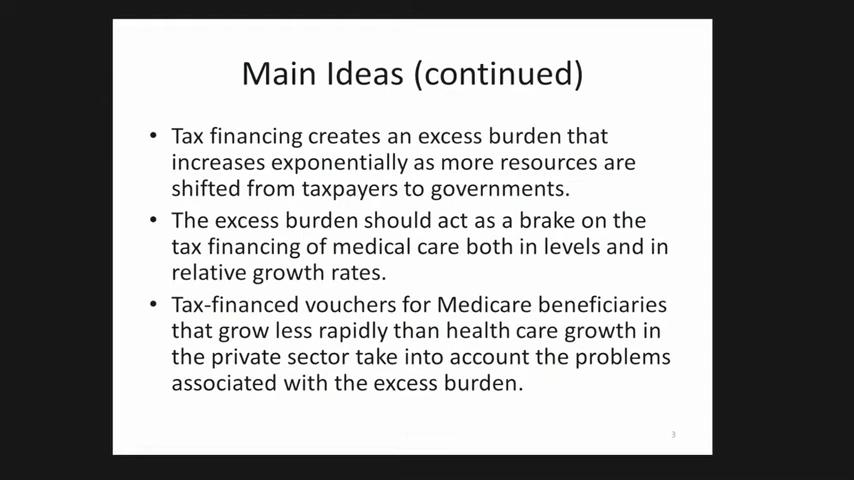 Main Ideas (continued)
• Tax financing creates an excess burden that
increases exponentially as more resources are
shifted from taxpayers to governments.
• The excess burden should act as a brake on the
tax financing of medical care both in levels and in
relative growth rates.
• Tax-financed vouchers for Medicare beneficiaries
that grow less rapidly than health care growth in
the private sector take into account the problems
associated with the excess burden.
3